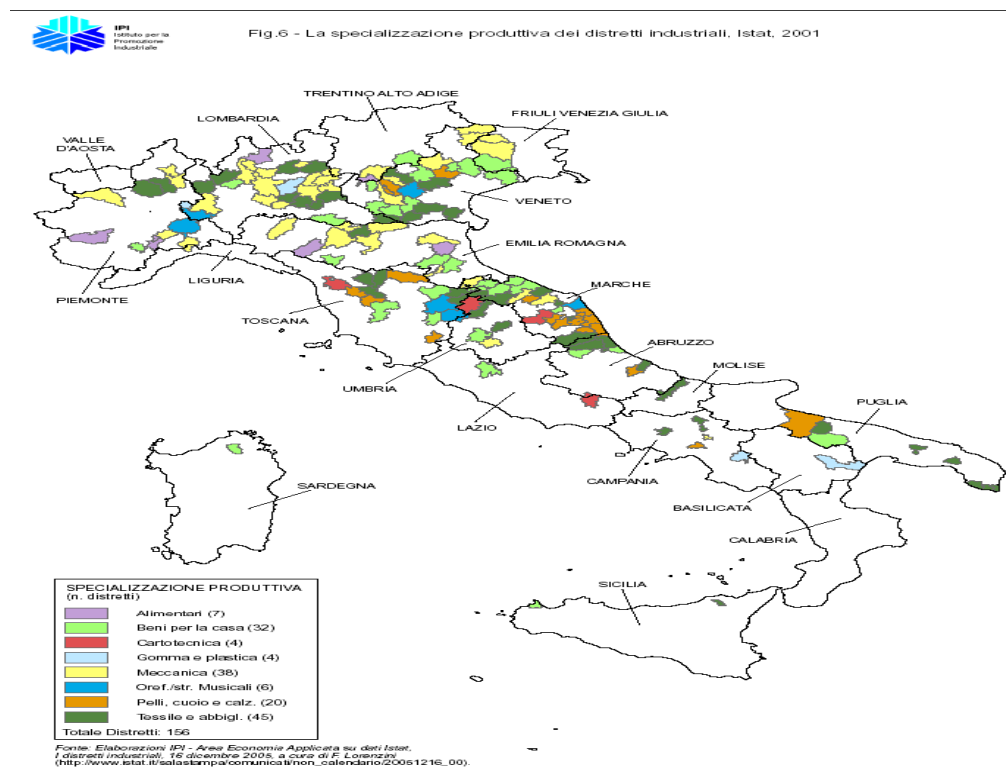 IPI
Istituto per la
Promozione
Industriale
Fig.6 - La specializzazione produttiva dei distretti industriali, Istat, 2001
TRENTINO ALTO ADIGE
FRIULI VENEZIA GIULIA
LOMBARDIA
VALLE
D'AOSTA
VENETO
EMILIA ROMAGNA
LIGURIA
MARCHE
PIEMONTE
TOSCANA
ABRUZZO
MOLISE
UMBRIA
PUGLIA
LAZIO
CAMPANIA
SARDEGNA
BASILICATA
CALABRIA
SICILIA
SPECIALIZZAZIONE PRODUTTIVA
(n. distretti)
Alimentari (7)
Beni per la casa (32)
Cartotecnica (4)
Gomma e plastica (4)
Meccanica (38)
Oref./str. Musicali (6)
Pelli, cuoio e calz. (20)
Tessile e abbigl. (45)
Totale Distretti: 156
Fonte: Elaborazioni IPI - Area Economia Applicata su dati Istat,
I distretti industriali, 16 dicembre 2005, a cura di F. Lorenzini
(http://www.istat.it/salastampa/comunicati/non_calendario/20051216_00).